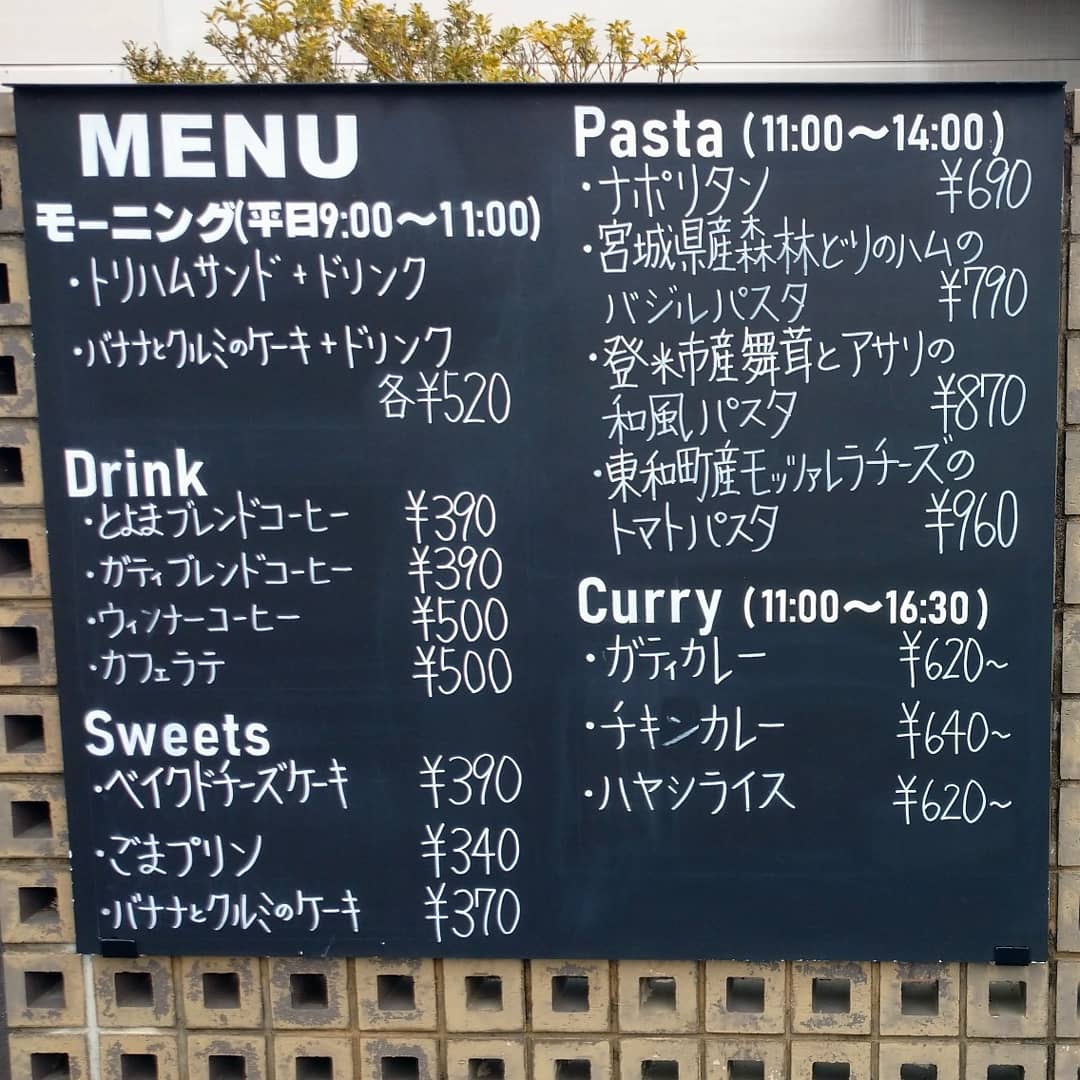 MENU
モーニング(平日9:00〜11:00)
・トリハムサンド+ドリンク
・バナナとクルミのケーキ+ドリンク
各¥520
Drink
・とよまブレンドコーヒー ¥390
・ガティブレンドコーヒー ¥390
・ウィンナーコーヒー ¥500
・カフェラテ ¥500
Sweets
・ベイクドチーズケーキ ¥390
・ごまプリン ¥340
・バナナとクルミのケーキ ¥370
Pasta (11:00〜14:00)
・ナポリタン ¥690
・宮城県産森林どりのハムの
バジルパスタ ¥790
・登米市産舞茸とアサリの
和風パスタ ¥870
・東和町産モッツァレラチーズの
トマトパスタ ¥960
Curry (11:00〜16:30)
・ガティカレー ¥620~
・チキンカレー ¥640~
・ハヤシライス ¥620~